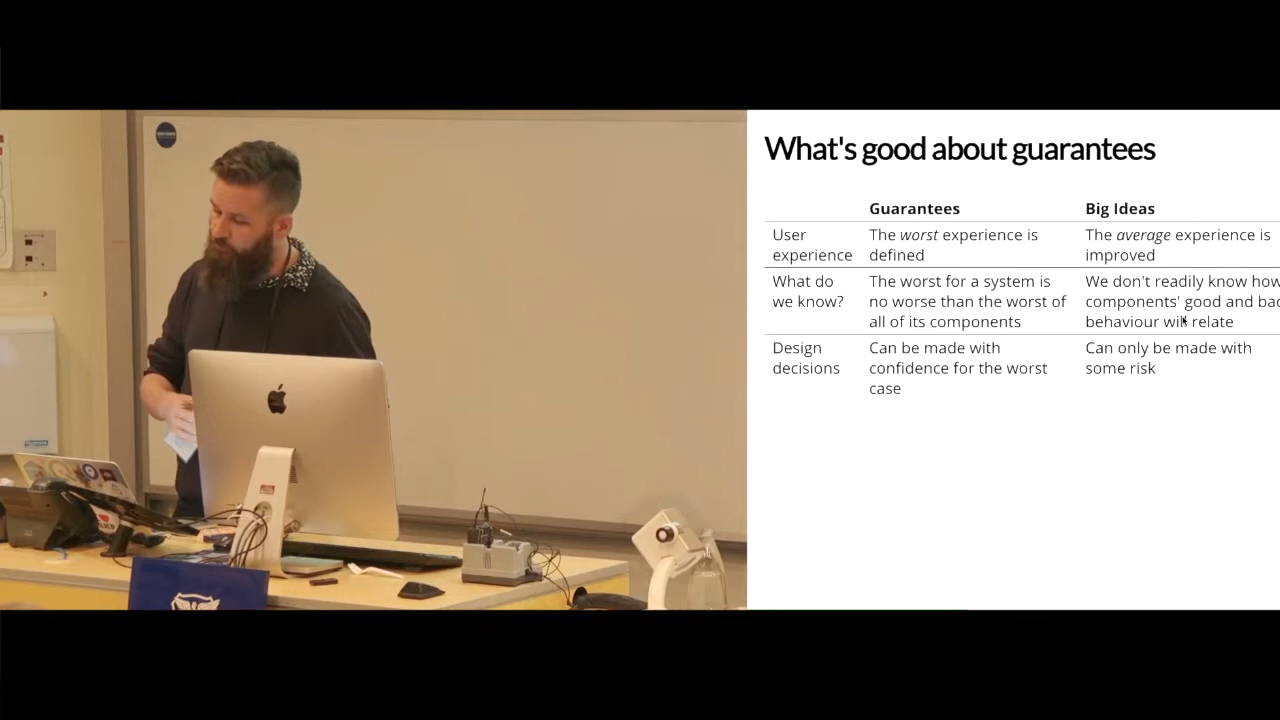 What's good about guarantees
Guarantees Big Ideas
User experience The worst experience is defined The average experience is improved
What do we know? The worst for a system is no worse than the worst of all of its components We don't readily know how components' good and bad behaviour will relate
Design decisions Can be made with confidence for the worst case Can only be made with some risk